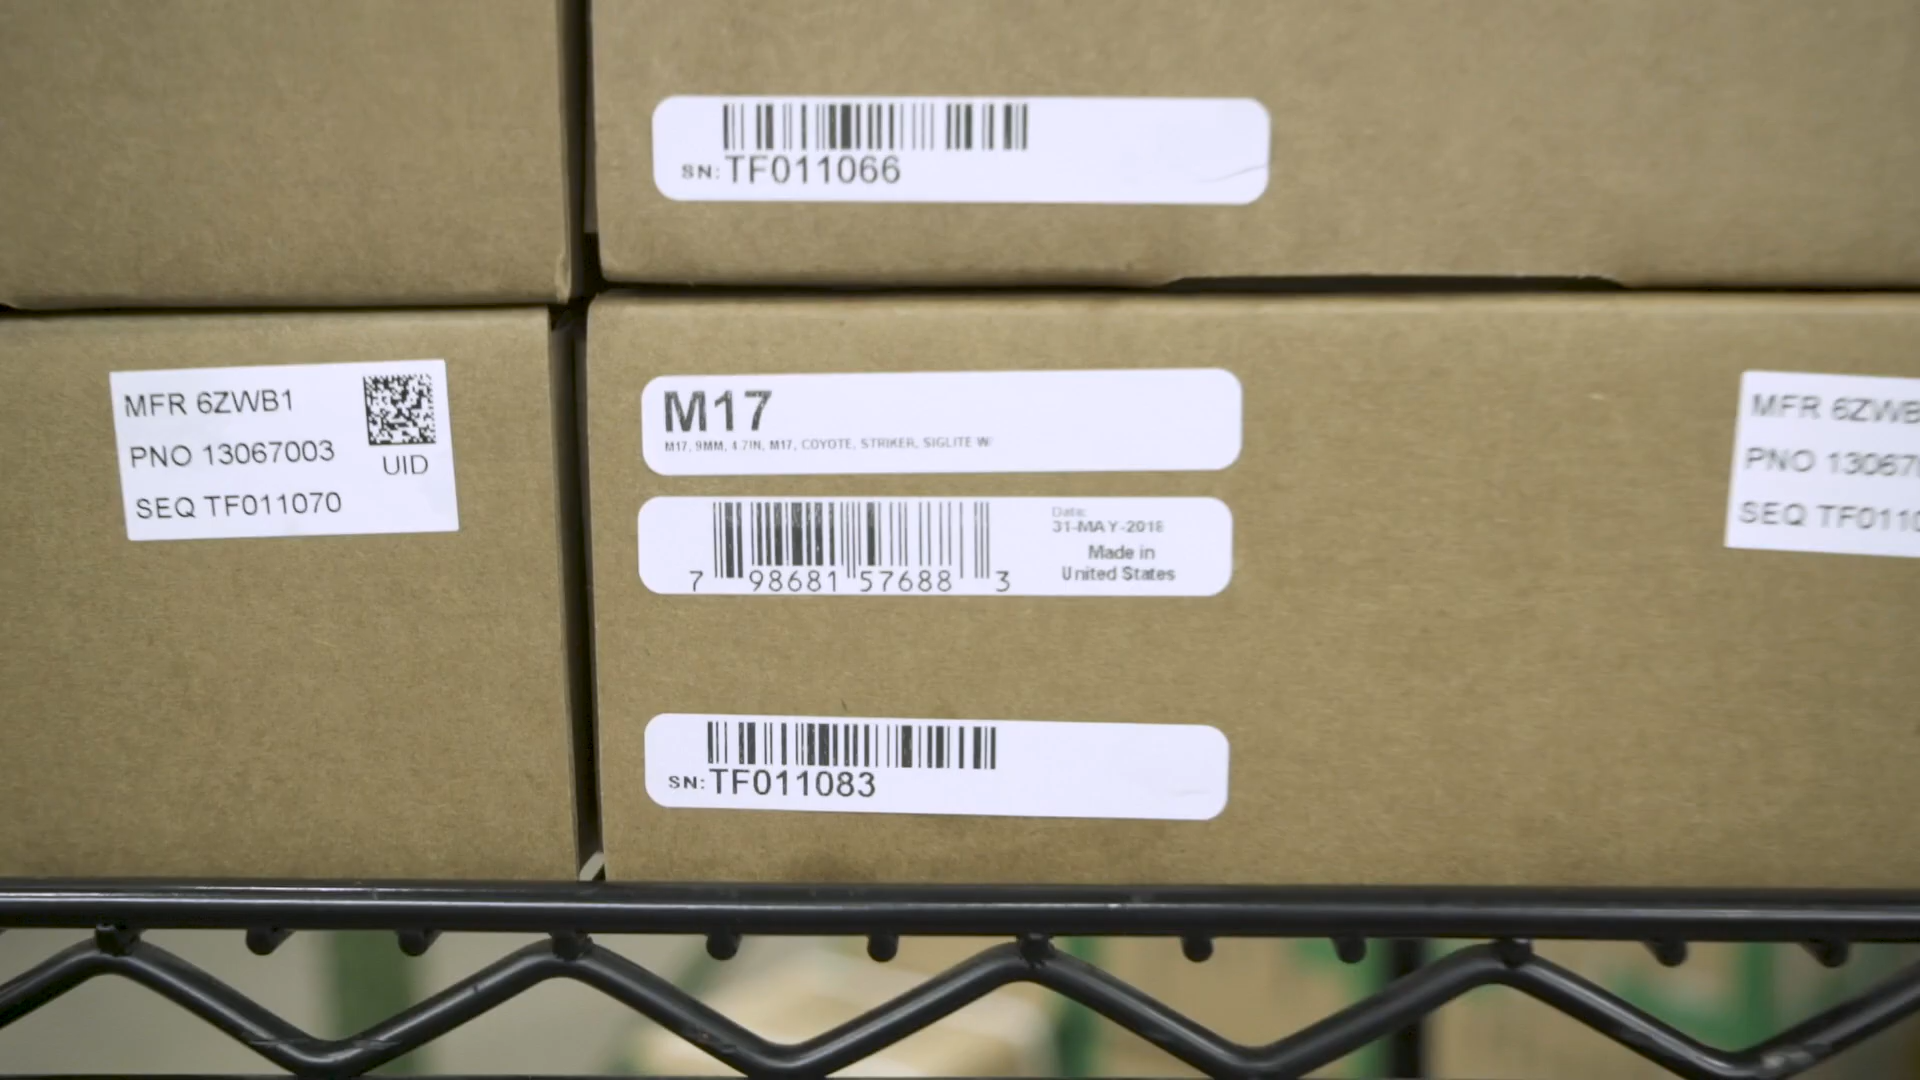 SN: TF011066
MFR 6ZWB1
PNO 13067003
UID
SEQ TF011070
M17
M17, 9MM, 4.7IN, M17, COYOTE, STRIKER, SIGLITE W/
7 98681 57688 3
Date:
31-MAY-2018
Made in
United States
SN: TF011083
MFR 6ZWB
PNO 13067
SEQ TF0110